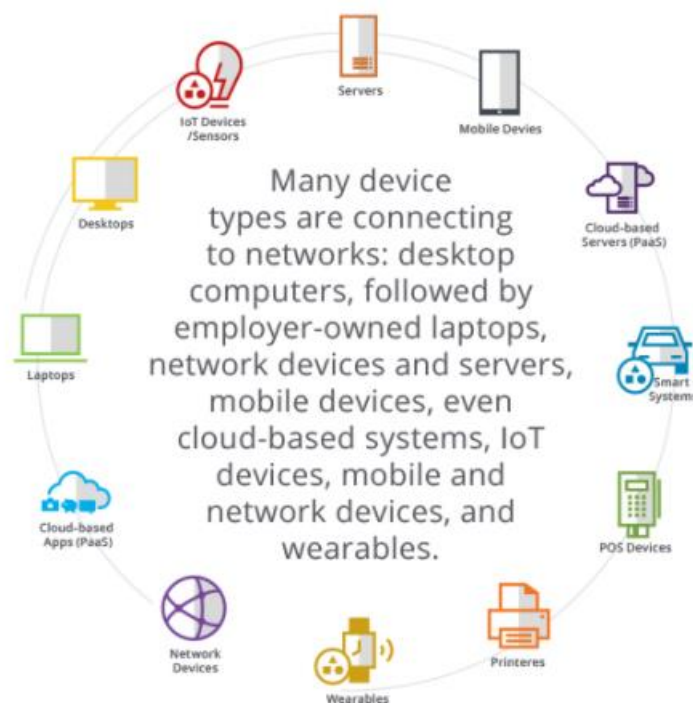 Servers
IoT Devices
/Sensors
Mobile Devies
Desktops
Cloud-based
Servers (PaaS)
Many device
types are connecting
to networks: desktop
computers, followed by
employer-owned laptops,
network devices and servers,
mobile devices, even
cloud-based systems, IoT
devices, mobile and
network devices, and
wearables.
Laptops
Smart
Systems
Cloud-based
Apps (PaaS)
POS Devices
Network
Devices
Printeres
Wearables